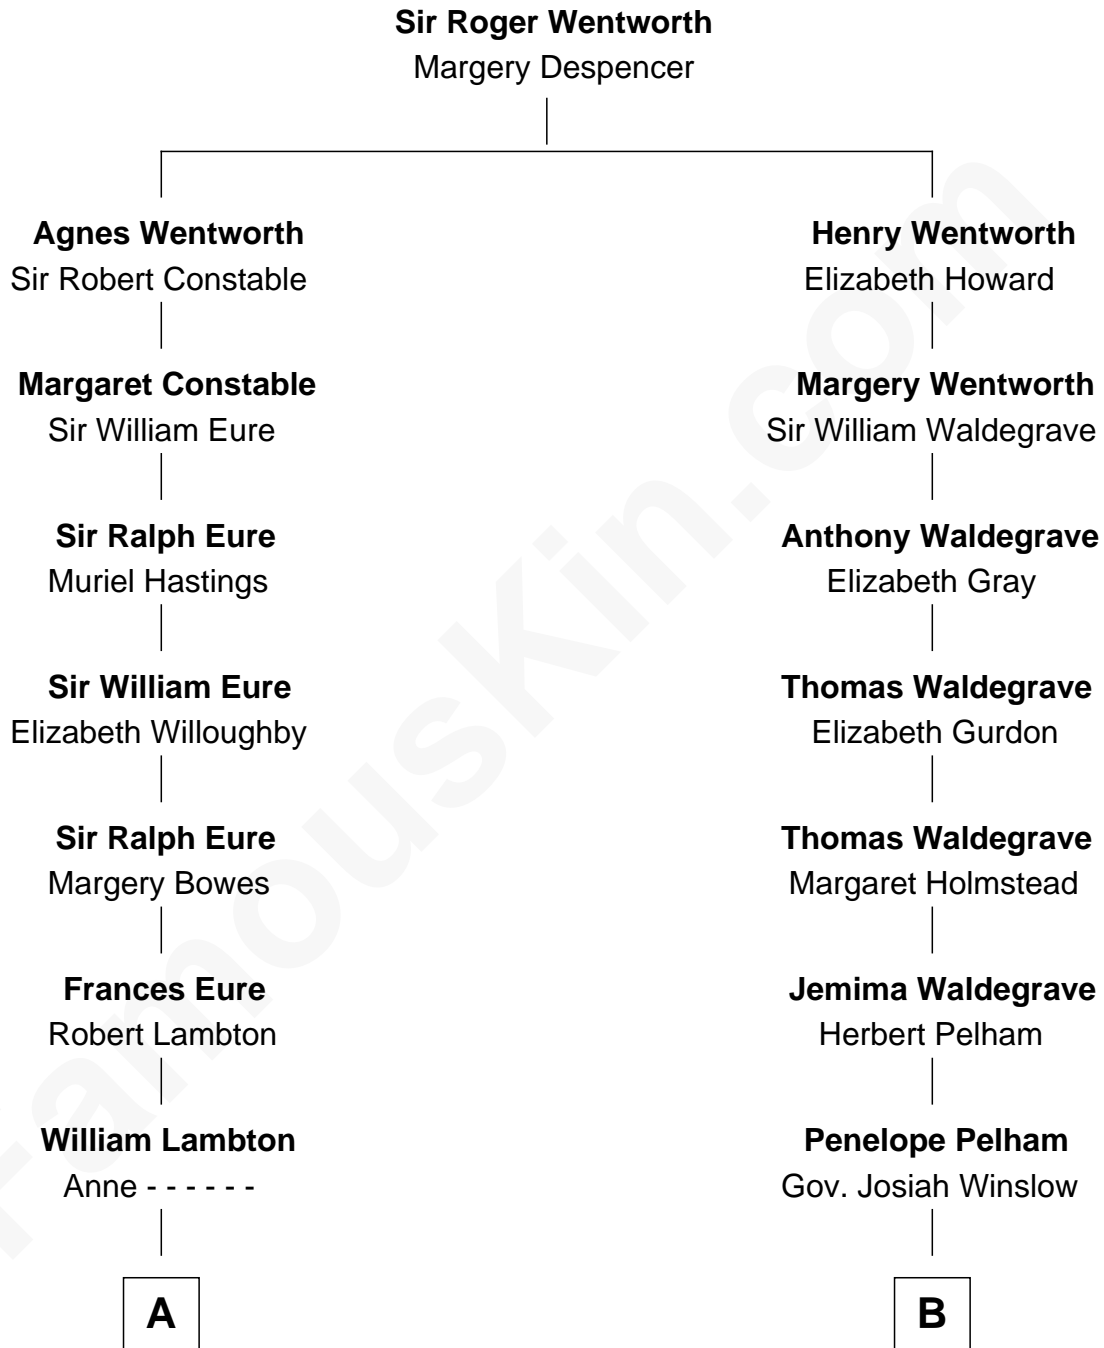 Sir Roger Wentworth
Margery Despencer
Agnes Wentworth
Sir Robert Constable
Henry Wentworth
Elizabeth Howard
Margaret Constable
Sir William Eure
Margery Wentworth
Sir William Waldegrave
Sir Ralph Eure
Muriel Hastings
Anthony Waldegrave
Elizabeth Gray
Sir William Eure
Elizabeth Willoughby
Thomas Waldegrave
Elizabeth Gurdon
Sir Ralph Eure
Margery Bowes
Thomas Waldegrave
Margaret Holmstead
Frances Eure
Robert Lambton
Jemima Waldegrave
Herbert Pelham
William Lambton
Anne - - - - - -
Penelope Pelham
Gov. Josiah Winslow
A
B
FamousKin.com